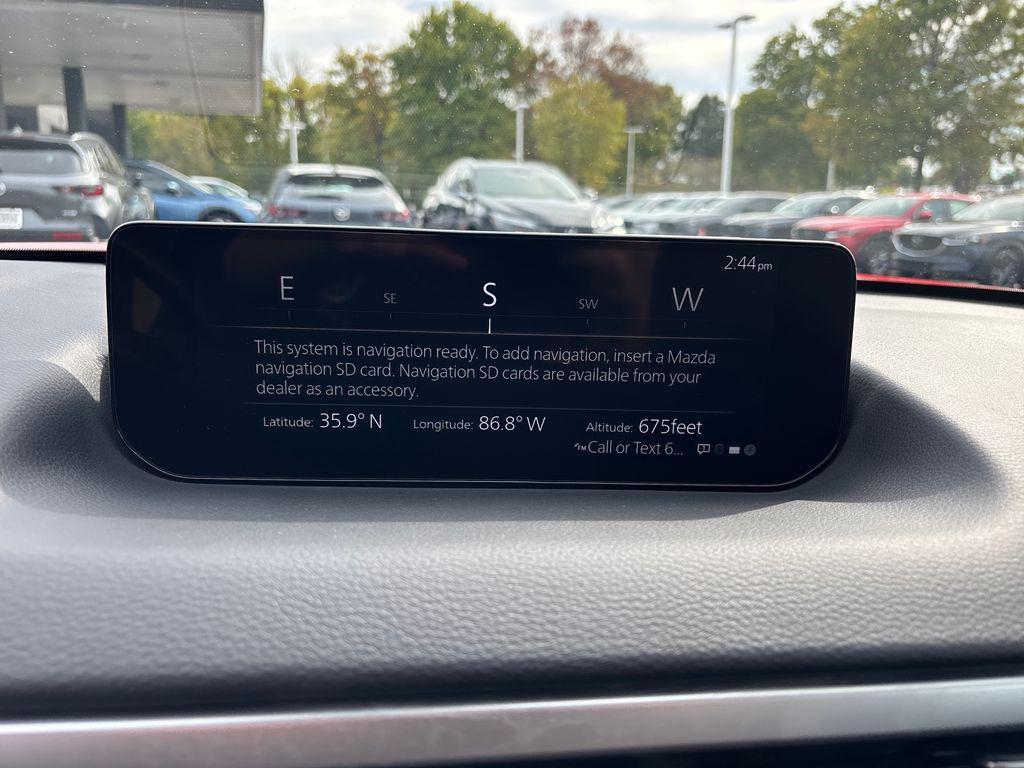 2:44pm
E SE S SW W
This system is navigation ready. To add navigation, insert a Mazda
navigation SD card. Navigation SD cards are available from your
dealer as an accessory.
Latitude: 35.9° N Longitude: 86.8° W Altitude: 675feet
FM Call or Text 6...